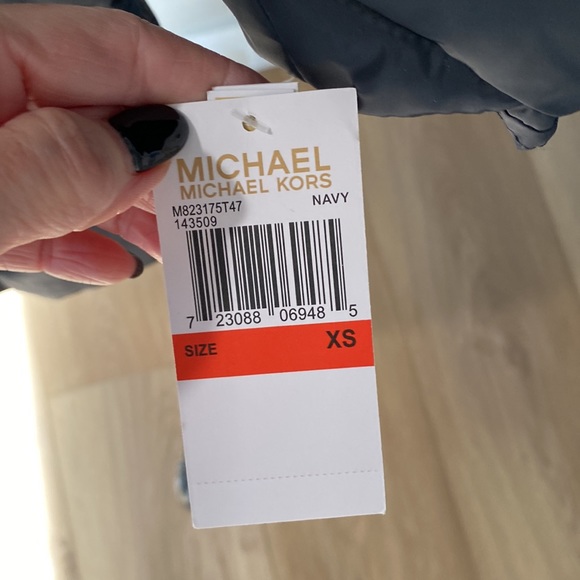 MICHAEL
MICHAEL KORS
M823175T47 NAVY
143509
7 23088 06948 5
SIZE XS